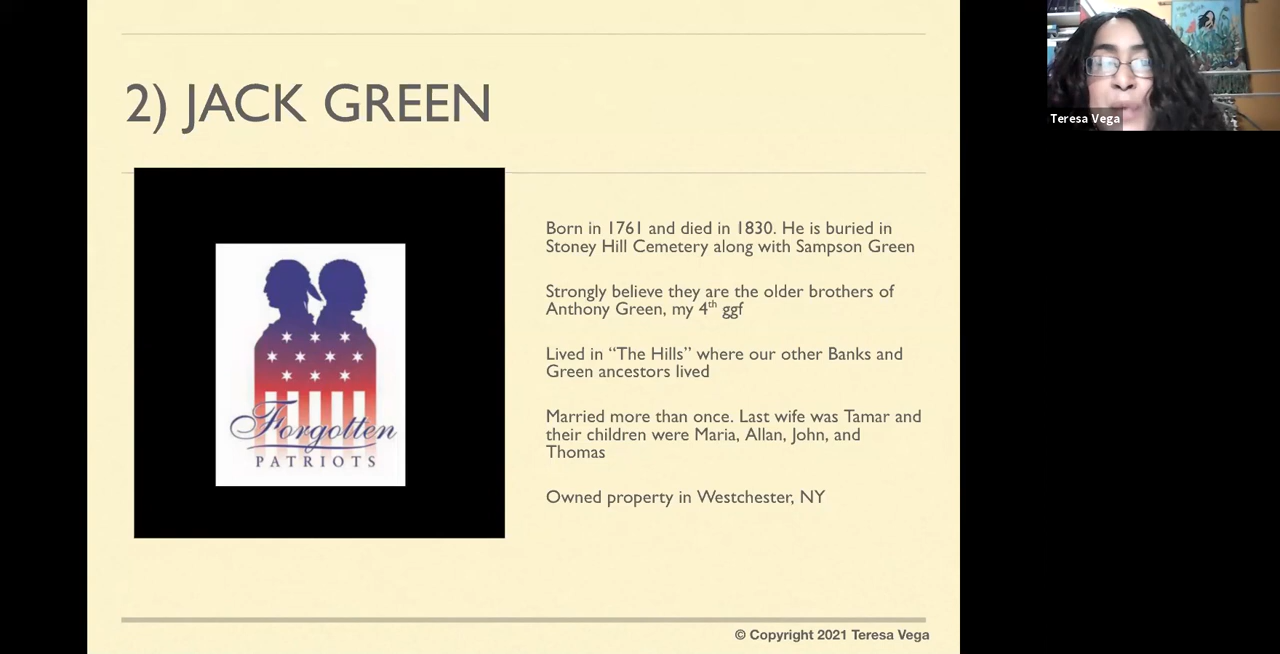 2) JACK GREEN
Teresa Vega
Forgotten
PATRIOTS
Born in 1761 and died in 1830. He is buried in
Stoney Hill Cemetery along with Sampson Green
Strongly believe they are the older brothers of
Anthony Green, my 4th ggf
Lived in “The Hills” where our other Banks and
Green ancestors lived
Married more than once. Last wife was Tamar and
their children were Maria, Allan, John, and
Thomas
Owned property in Westchester, NY
© Copyright 2021 Teresa Vega